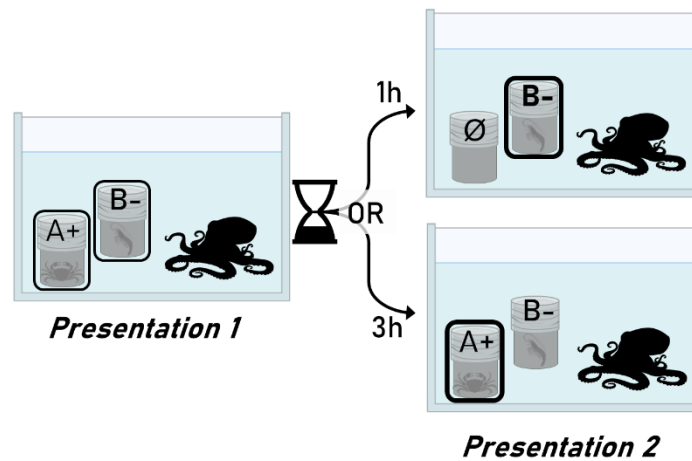 A+
B-
Presentation 1
OR
1h
Ø
B-
3h
A+
B-
Presentation 2